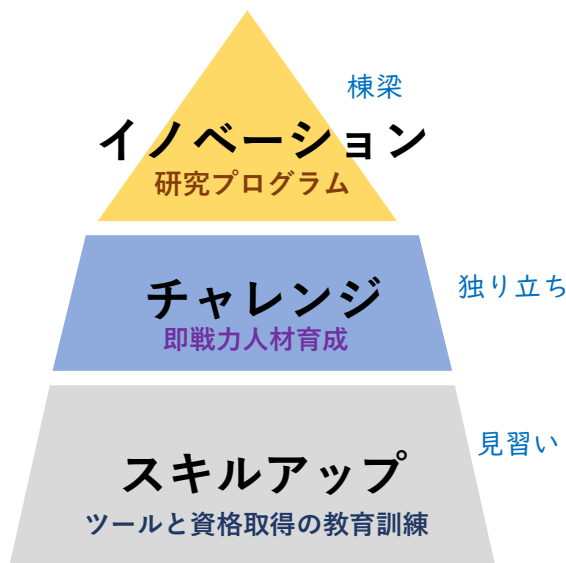 棟梁
イノベーション
研究プログラム
独り立ち
チャレンジ
即戦力人材育成
見習い
スキルアップ
ツールと資格取得の教育訓練